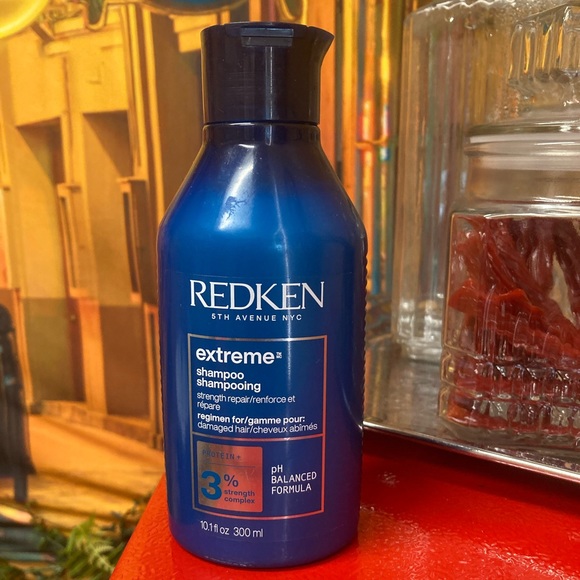 REDKEN
5TH AVENUE NYC
extreme
shampoo
shampooing
strength repair/renforce et
répare
regimen for/gamme pour:
damaged hair/cheveux abîmés
PROTEIN +
3%
strength
complex
pH
BALANCED
FORMULA
10.1 fl oz 300 ml